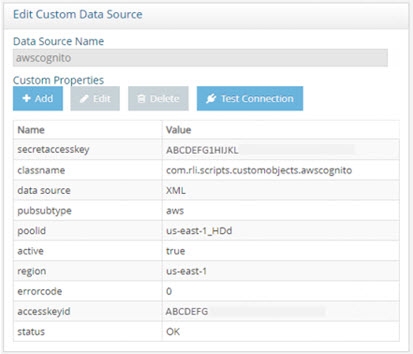 Edit Custom Data Source
Data Source Name
awscognito
Custom Properties
Add Edit Delete Test Connection
Name Value
secretaccesskey ABCDEFG1HIJKL
classname com.rli.scripts.customobjects.awscognito
data source XML
pubsubtype aws
poolid us-east-1_HDd
active true
region us-east-1
errorcode 0
accesskeyid ABCDEFG
status OK